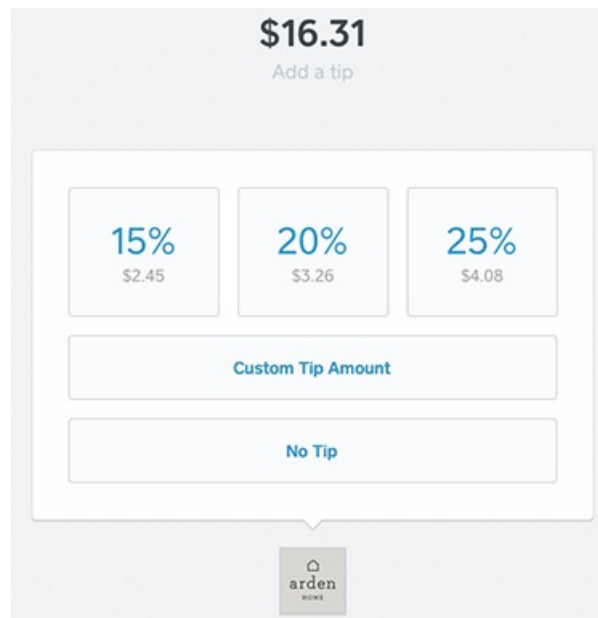 $16.31
Add a tip
15% 20% 25%
$2.45 $3.26 $4.08
Custom Tip Amount
No Tip
arden
HOME